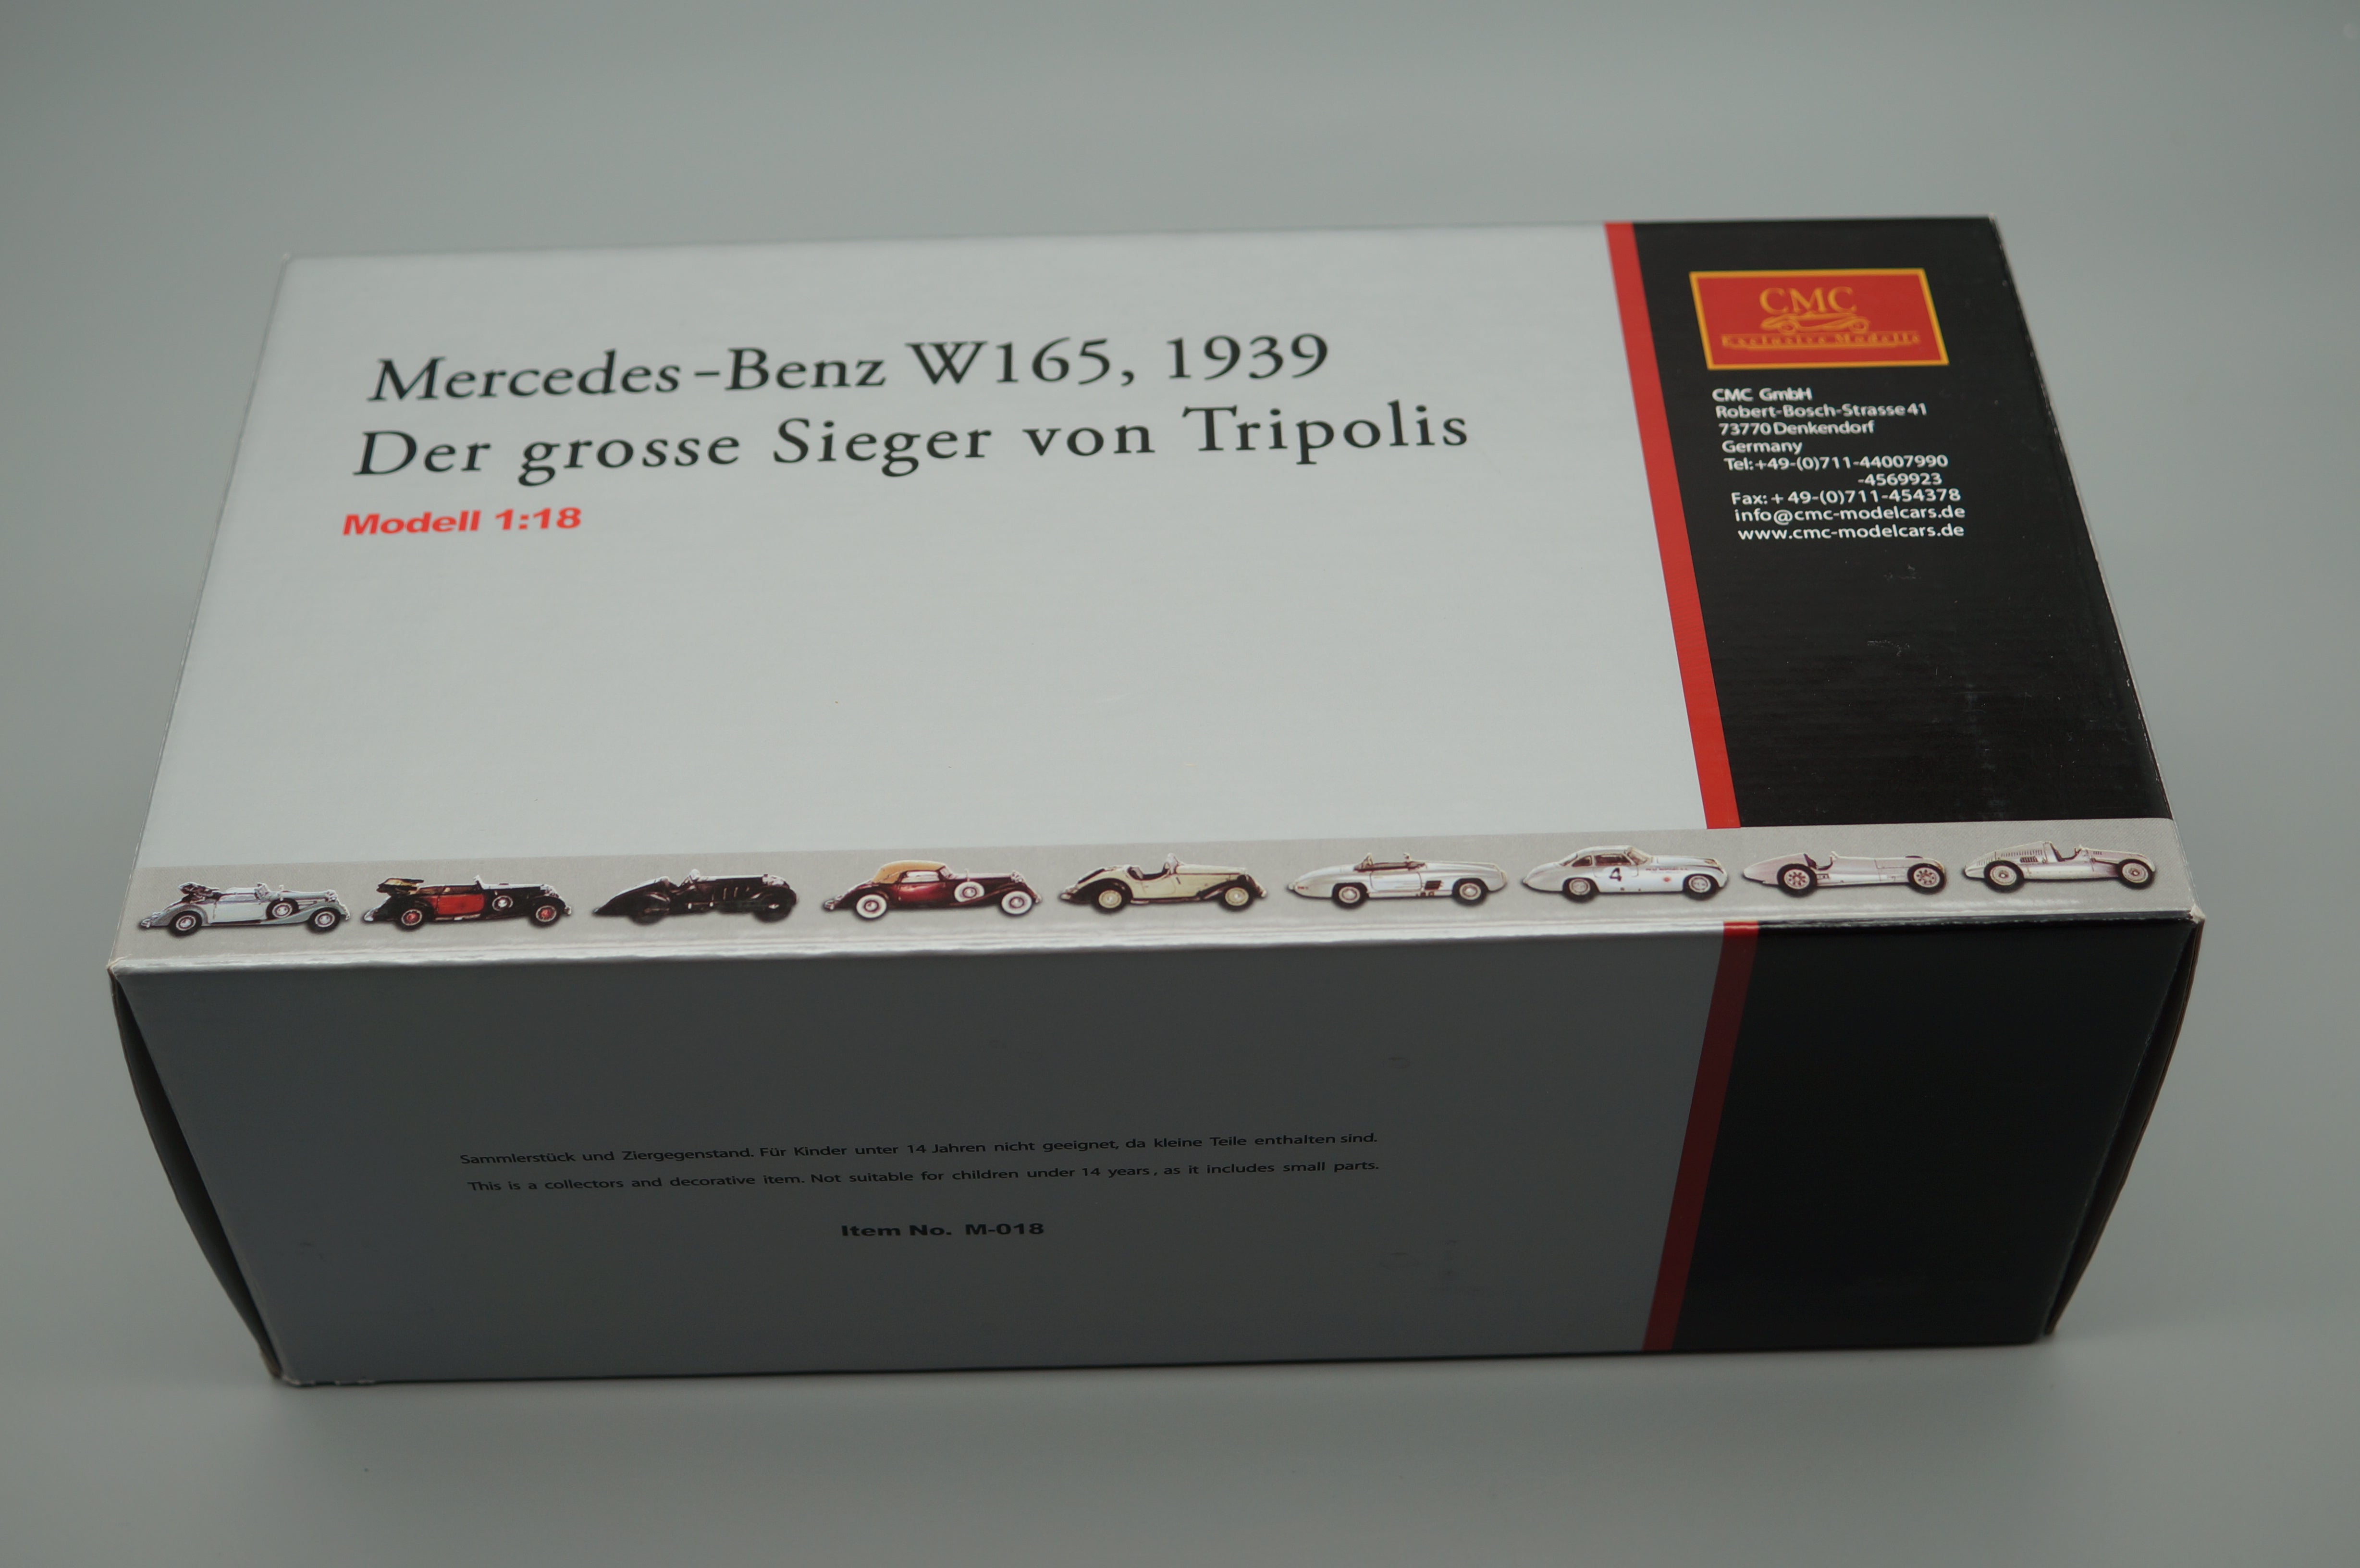 Mercedes-Benz W165, 1939
Der grosse Sieger von Tripolis
Modell 1:18
CMC
Exclusive Modelle
CMC GmbH
Robert-Bosch-Strasse 41
73770 Denkendorf
Germany
Tel:+49-(0)711-44007990
-4569923
Fax:+49-(0)711-454378
info@cmc-modelcars.de
www.cmc-modelcars.de
4
Sammlerstück und Ziergegenstand. Für Kinder unter 14 Jahren nicht geeignet, da kleine Teile enthalten sind.
This is a collectors and decorative item. Not suitable for children under 14 years, as it includes small parts.
Item No. M-018